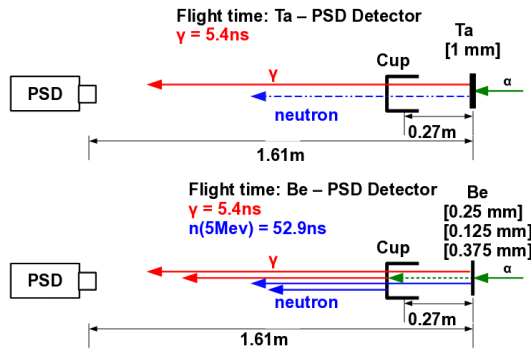 Flight time: Ta – PSD Detector
γ = 5.4ns
Ta
[1 mm]
Cup
γ
α
PSD
neutron
0.27m
1.61m
Flight time: Be – PSD Detector
γ = 5.4ns
n(5Mev) = 52.9ns
Be
[0.25 mm]
[0.125 mm]
[0.375 mm]
Cup
γ
α
PSD
neutron
0.27m
1.61m